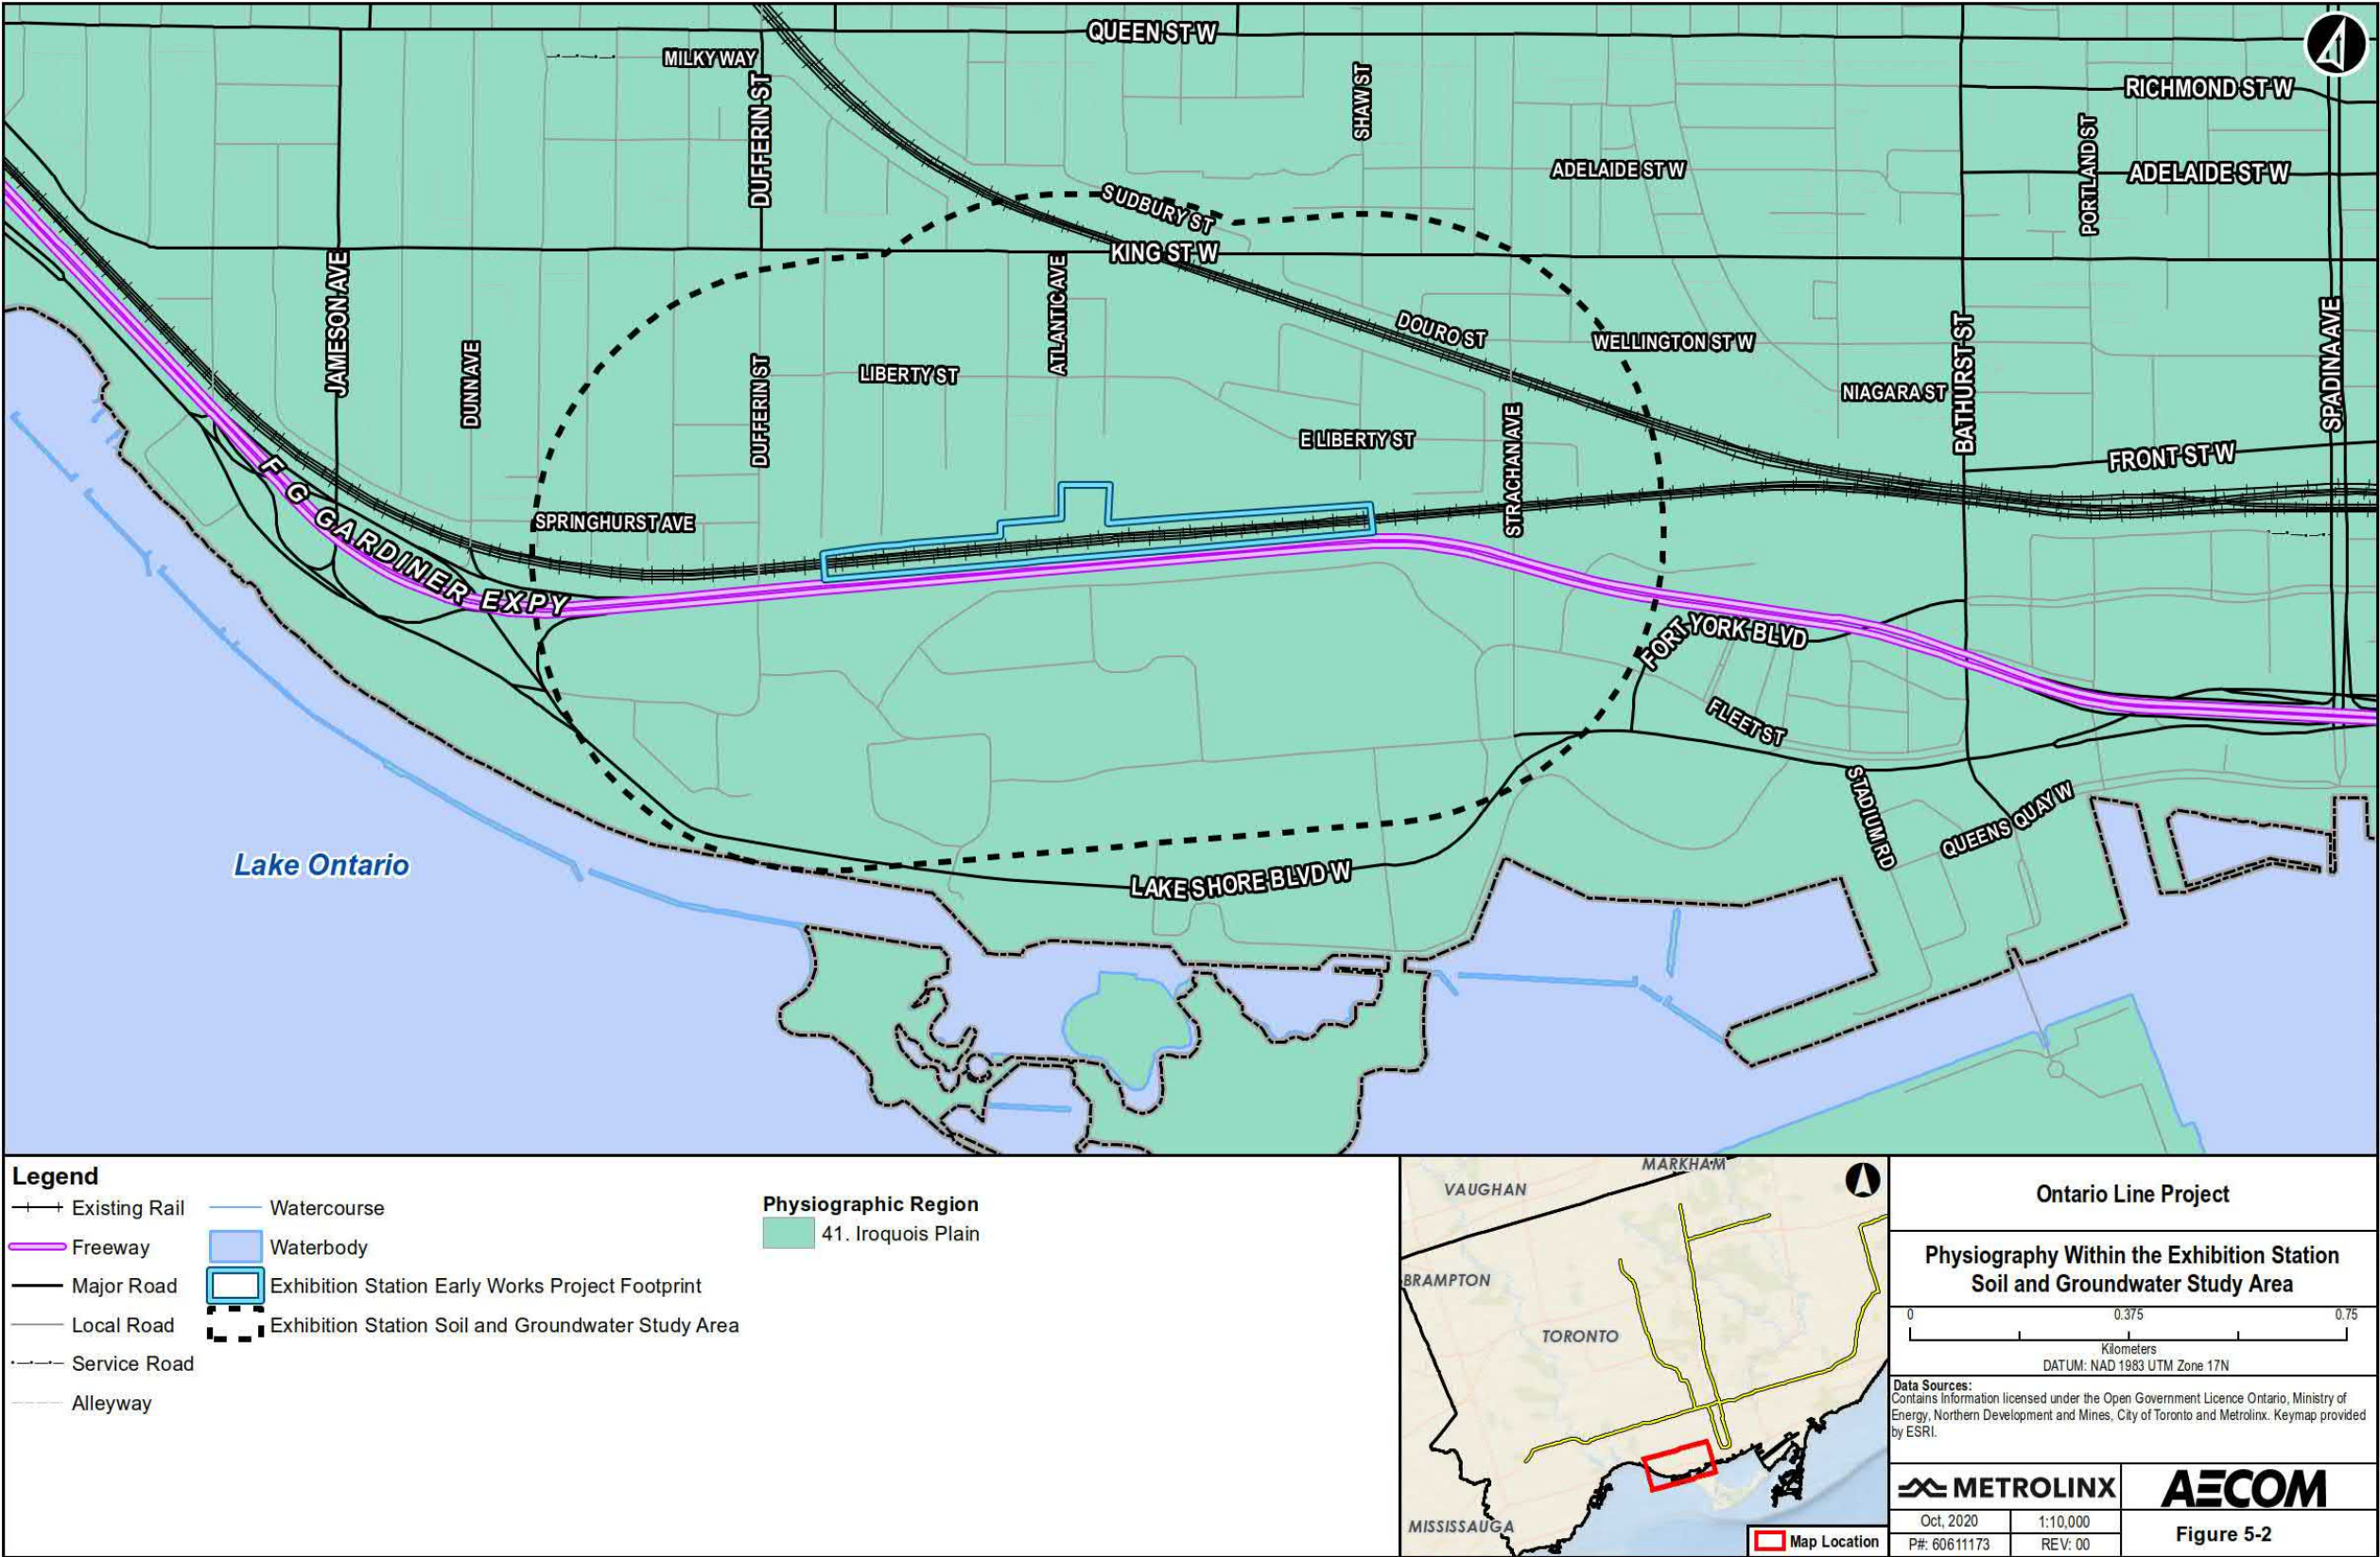 QUEEN ST W
MILKY WAY
DUFFERIN ST
SHAW ST
RICHMOND ST W
PORTLAND ST
ADELAIDE ST W
ADELAIDE ST W
SUDBURY ST
KING ST W
JAMESON AVE
DUNN AVE
DUFFERIN ST
ATLANTIC AVE
LIBERTY ST
DOURO ST
WELLINGTON ST W
NIAGARA ST
BATHURST ST
SPADINA AVE
E LIBERTY ST
STRACHAN AVE
FRONT ST W
SPRINGHURST AVE
F G GARDINER EXPY
FORT YORK BLVD
FLEET ST
STADIUM RD
QUEENS QUAY W
LAKE SHORE BLVD W
Lake Ontario
Legend
Existing Rail
Freeway
Major Road
Local Road
Service Road
Alleyway
Watercourse
Waterbody
Exhibition Station Early Works Project Footprint
Exhibition Station Soil and Groundwater Study Area
Physiographic Region
41. Iroquois Plain
MARKHAM
VAUGHAN
BRAMPTON
TORONTO
MISSISSAUGA
Map Location
Ontario Line Project
Physiography Within the Exhibition Station
Soil and Groundwater Study Area
0 0.375 0.75
Kilometers
DATUM: NAD 1983 UTM Zone 17N
Data Sources:
Contains Information licensed under the Open Government Licence Ontario, Ministry of
Energy, Northern Development and Mines, City of Toronto and Metrolinx. Keymap provided
by ESRI.
METROLINX
AECOM
Oct, 2020 1:10,000
P#: 60611173 REV: 00
Figure 5-2